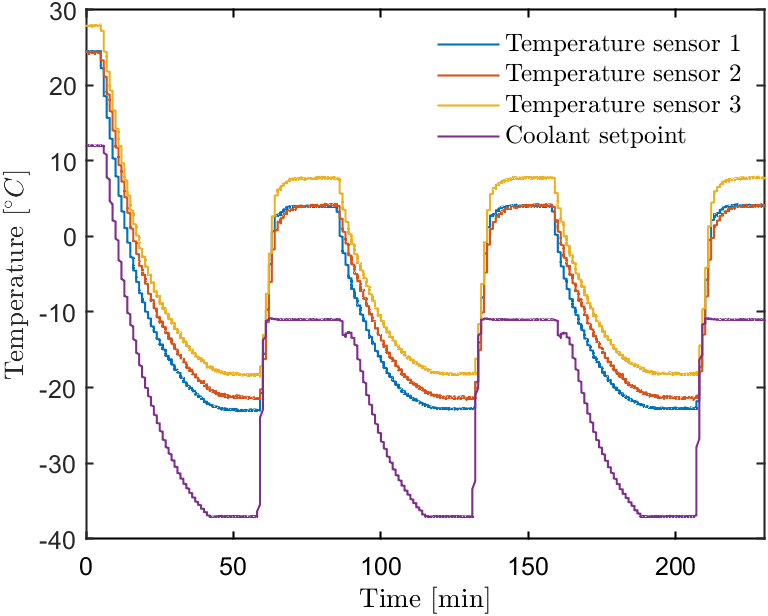 30
20
10
0
-10
-20
-30
-40
Temperature [°C]
Temperature sensor 1
Temperature sensor 2
Temperature sensor 3
Coolant setpoint
0 50 100 150 200
Time [min]